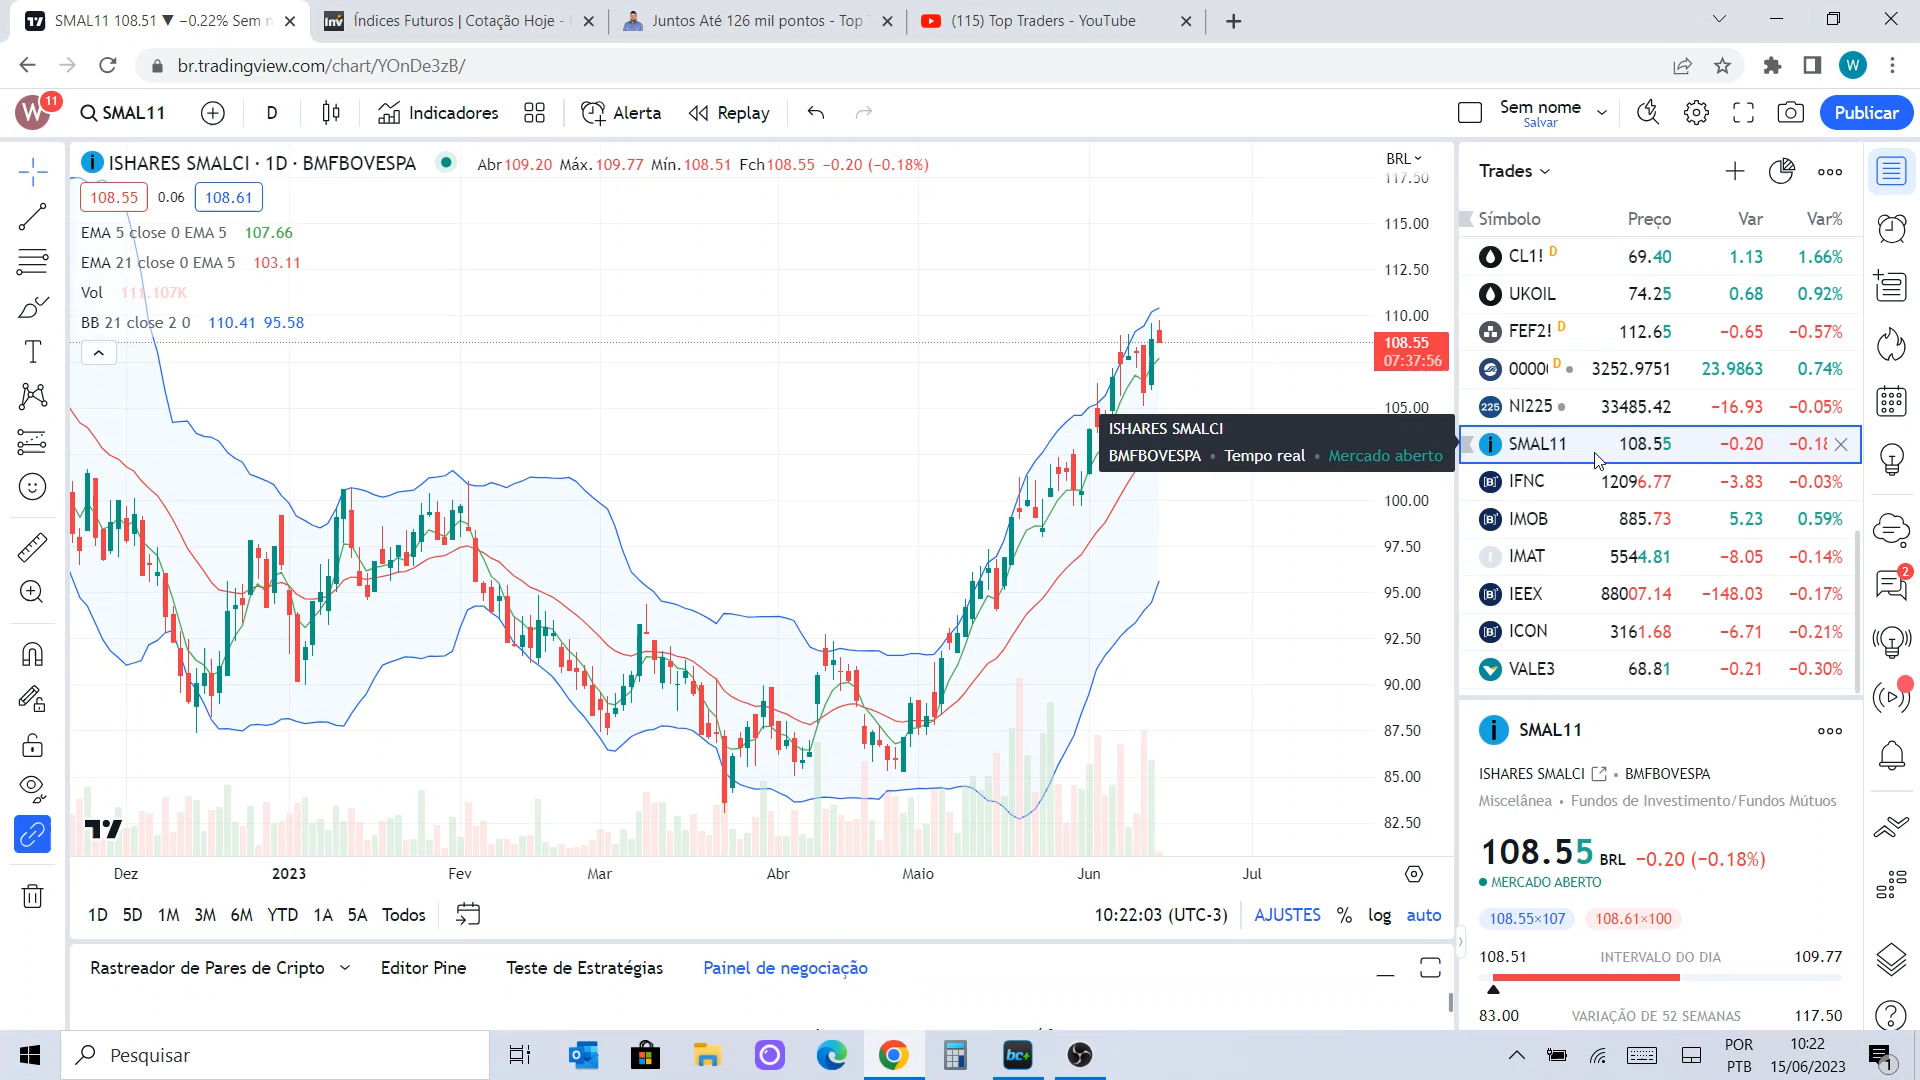 SMAL11 108.51 ▼ −0.22% Sem n
Índices Futuros | Cotação Hoje -
Juntos Até 126 mil pontos - Top
(115) Top Traders - YouTube
br.tradingview.com/chart/YOnDe3zB/
W
W
11
SMAL11
D
Indicadores
Alerta
Replay
Sem nome
Salvar
Publicar
ISHARES SMALCI · 1D · BMFBOVESPA
Abr109.20 Máx.109.77 Mín.108.51 Fch108.55 −0.20 (−0.18%)
108.55
0.06
108.61
EMA 5 close 0 EMA 5 107.66
EMA 21 close 0 EMA 5 103.11
Vol 111.107K
BB 21 close 2 0 110.41 95.58
BRL
117.50
115.00
112.50
110.00
108.55
07:37:56
105.00
100.00
97.50
95.00
92.50
90.00
87.50
85.00
82.50
ISHARES SMALCI
BMFBOVESPA • Tempo real • Mercado aberto
Dez
2023
Fev
Mar
Abr
Maio
Jun
Jul
1D 5D 1M 3M 6M YTD 1A 5A Todos
10:22:03 (UTC-3)
AJUSTES % log auto
Rastreador de Pares de Cripto
Editor Pine
Teste de Estratégias
Painel de negociação
Trades
Símbolo Preço Var Var%
CL1! D 69.40 1.13 1.66%
UKOIL 74.25 0.68 0.92%
FEF2! D 112.65 −0.65 −0.57%
0000 D 3252.9751 23.9863 0.74%
225 NI225 33485.42 −16.93 −0.05%
SMAL11 108.55 −0.20 −0.18
IFNC 12096.77 −3.83 −0.03%
IMOB 885.73 5.23 0.59%
IMAT 5544.81 −8.05 −0.14%
IEEX 88007.14 −148.03 −0.17%
ICON 3161.68 −6.71 −0.21%
VALE3 68.81 −0.21 −0.30%
SMAL11
ISHARES SMALCI • BMFBOVESPA
Miscelânea • Fundos de Investimento/Fundos Mútuos
108.55 BRL −0.20 (−0.18%)
MERCADO ABERTO
108.55×107
108.61×100
108.51 INTERVALO DO DIA 109.77
83.00 VARIAÇÃO DE 52 SEMANAS 117.50
2
Pesquisar
bc+
POR
PTB
10:22
15/06/2023
1